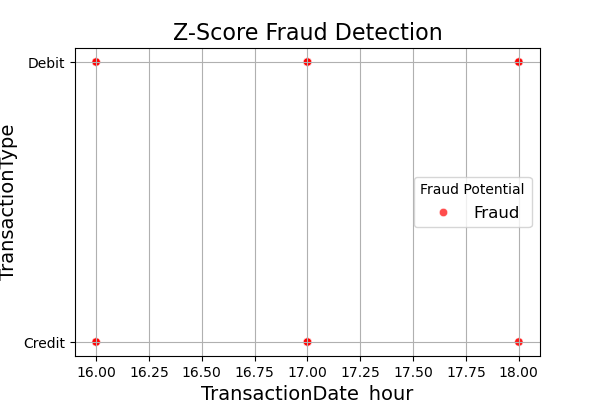 Z-Score Fraud Detection
TransactionType
Debit
Credit
Fraud Potential
Fraud
16.00 16.25 16.50 16.75 17.00 17.25 17.50 17.75 18.00
TransactionDate_hour